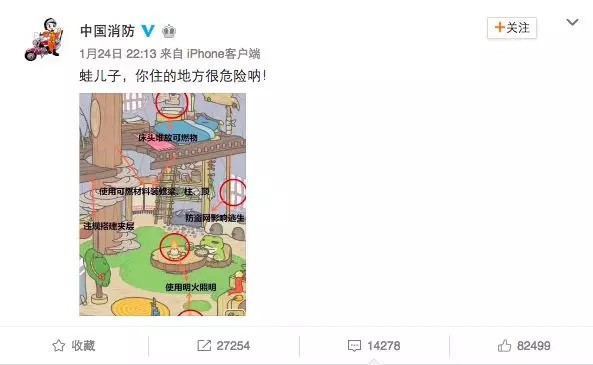 中国消防
+关注
1月24日 22:13 来自 iPhone客户端
蛙儿子，你住的地方很危险呐!
床头堆放可燃物
使用可燃材料装修梁、柱、顶
防盗网影响逃生
违规搭建夹层
使用明火照明
收藏
27254
14278
82499